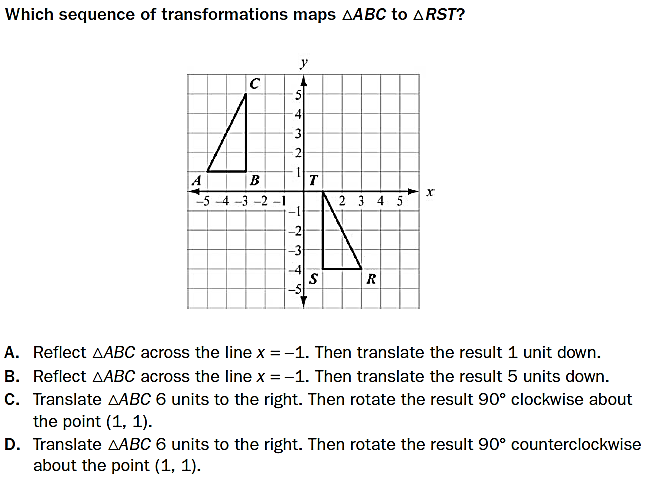 Which sequence of transformations maps △ABC to △RST?
y
C
5
4
3
2
A B 1 T
x
−5 −4 −3 −2 −1 2 3 4 5
−1
−2
−3
−4
S R
−5
A. Reflect △ABC across the line x = −1. Then translate the result 1 unit down.
B. Reflect △ABC across the line x = −1. Then translate the result 5 units down.
C. Translate △ABC 6 units to the right. Then rotate the result 90° clockwise about
the point (1, 1).
D. Translate △ABC 6 units to the right. Then rotate the result 90° counterclockwise
about the point (1, 1).